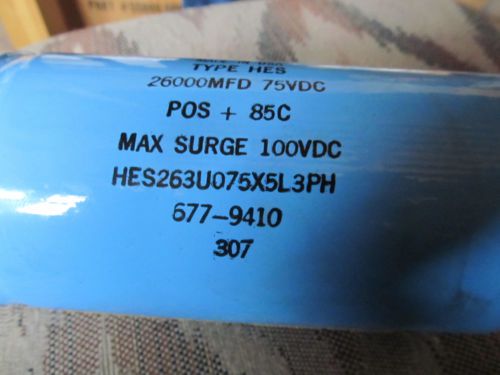 TYPE HES
26000MFD 75VDC
POS + 85C
MAX SURGE 100VDC
HES263U075X5L3PH
677-9410
307